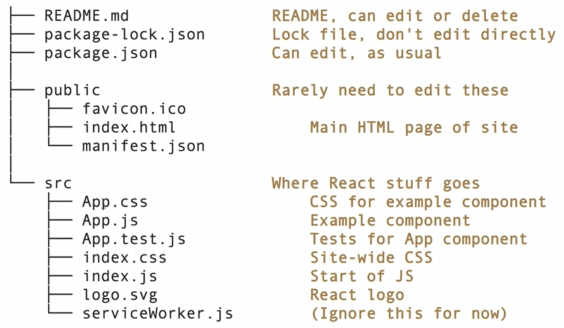 README.md README, can edit or delete
package-lock.json Lock file, don't edit directly
package.json Can edit, as usual
public Rarely need to edit these
favicon.ico
index.html Main HTML page of site
manifest.json
src Where React stuff goes
App.css CSS for example component
App.js Example component
App.test.js Tests for App component
index.css Site-wide CSS
index.js Start of JS
logo.svg React logo
serviceWorker.js (Ignore this for now)